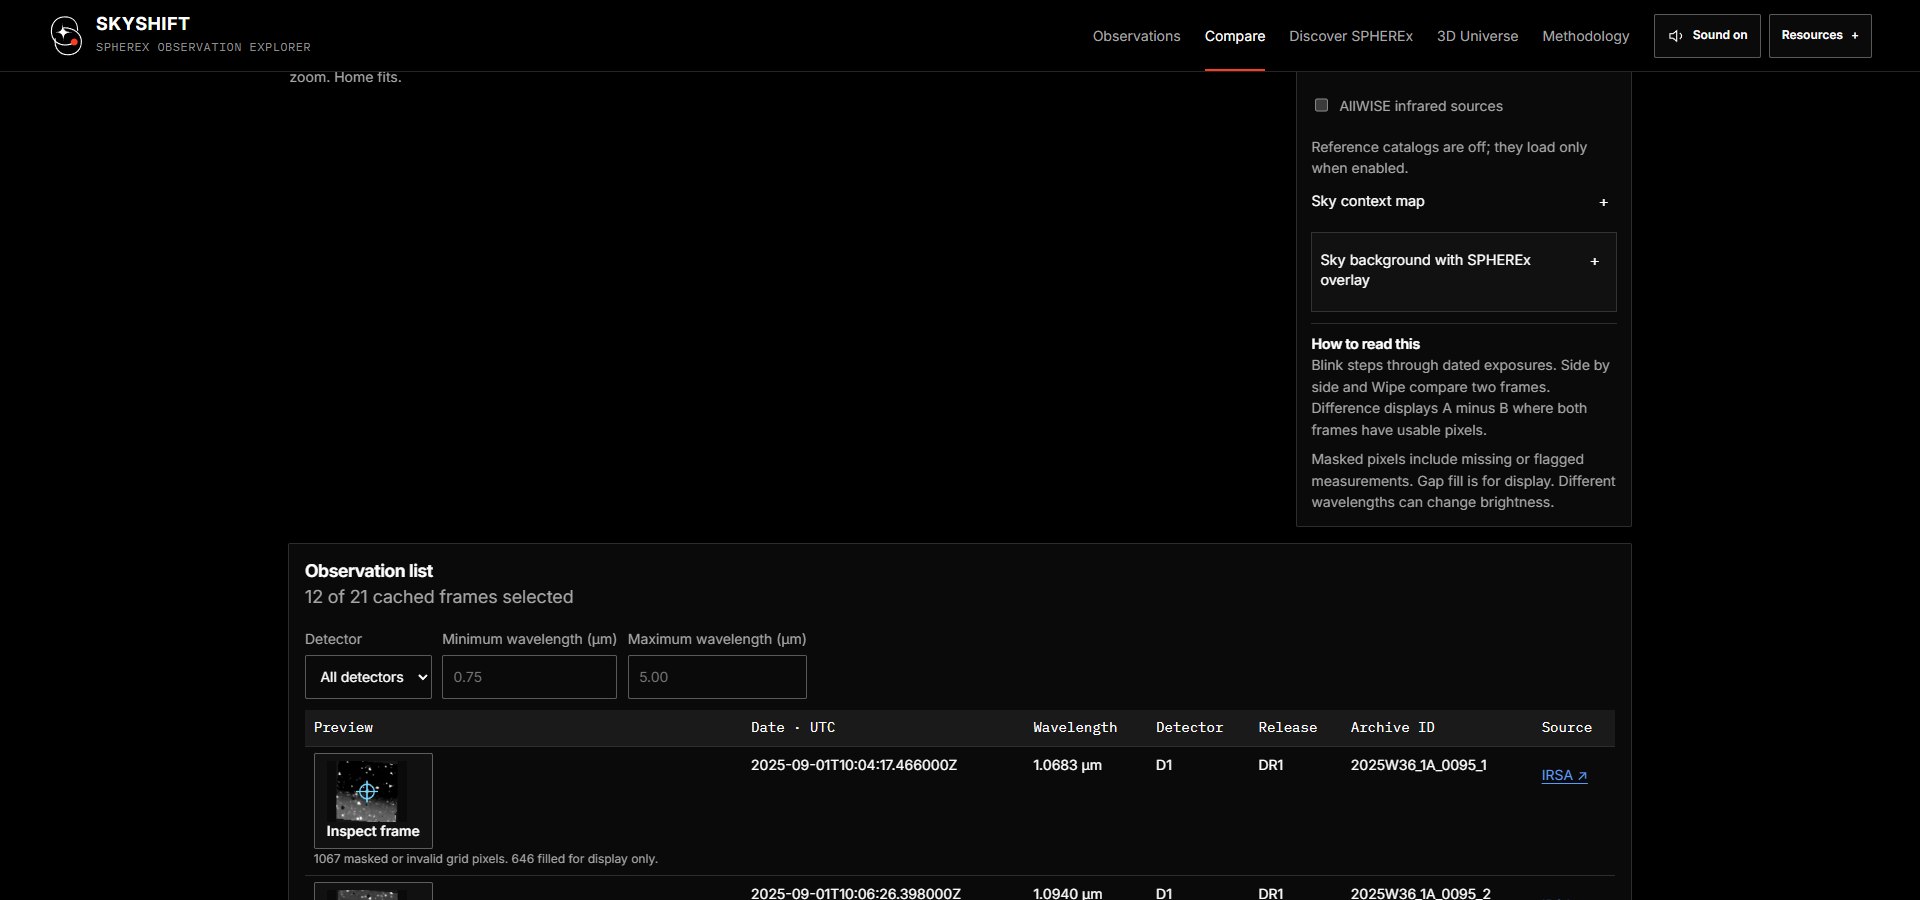 SKYSHIFT
SPHEREX OBSERVATION EXPLORER
Observations
Compare
Discover SPHEREx
3D Universe
Methodology
Sound on
Resources +
zoom. Home fits.
AllWISE infrared sources
Reference catalogs are off; they load only
when enabled.
Sky context map +
Sky background with SPHEREx +
overlay
How to read this
Blink steps through dated exposures. Side by
side and Wipe compare two frames.
Difference displays A minus B where both
frames have usable pixels.
Masked pixels include missing or flagged
measurements. Gap fill is for display. Different
wavelengths can change brightness.
Observation list
12 of 21 cached frames selected
Detector Minimum wavelength (μm) Maximum wavelength (μm)
All detectors 0.75 5.00
Preview Date · UTC Wavelength Detector Release Archive ID Source
2025-09-01T10:04:17.466000Z 1.0683 μm D1 DR1 2025W36_1A_0095_1 IRSA ↗
Inspect frame
1067 masked or invalid grid pixels. 646 filled for display only.
2025-09-01T10:06:26.398000Z 1.0940 μm D1 DR1 2025W36_1A_0095_2